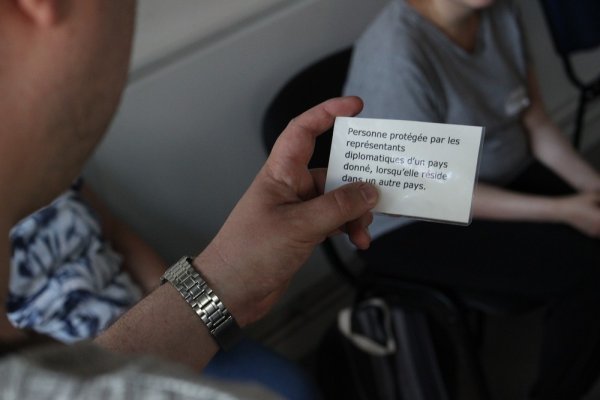 Personne protégée par les
représentants
diplomatiques d'un pays
donné, lorsqu'elle réside
dans un autre pays.